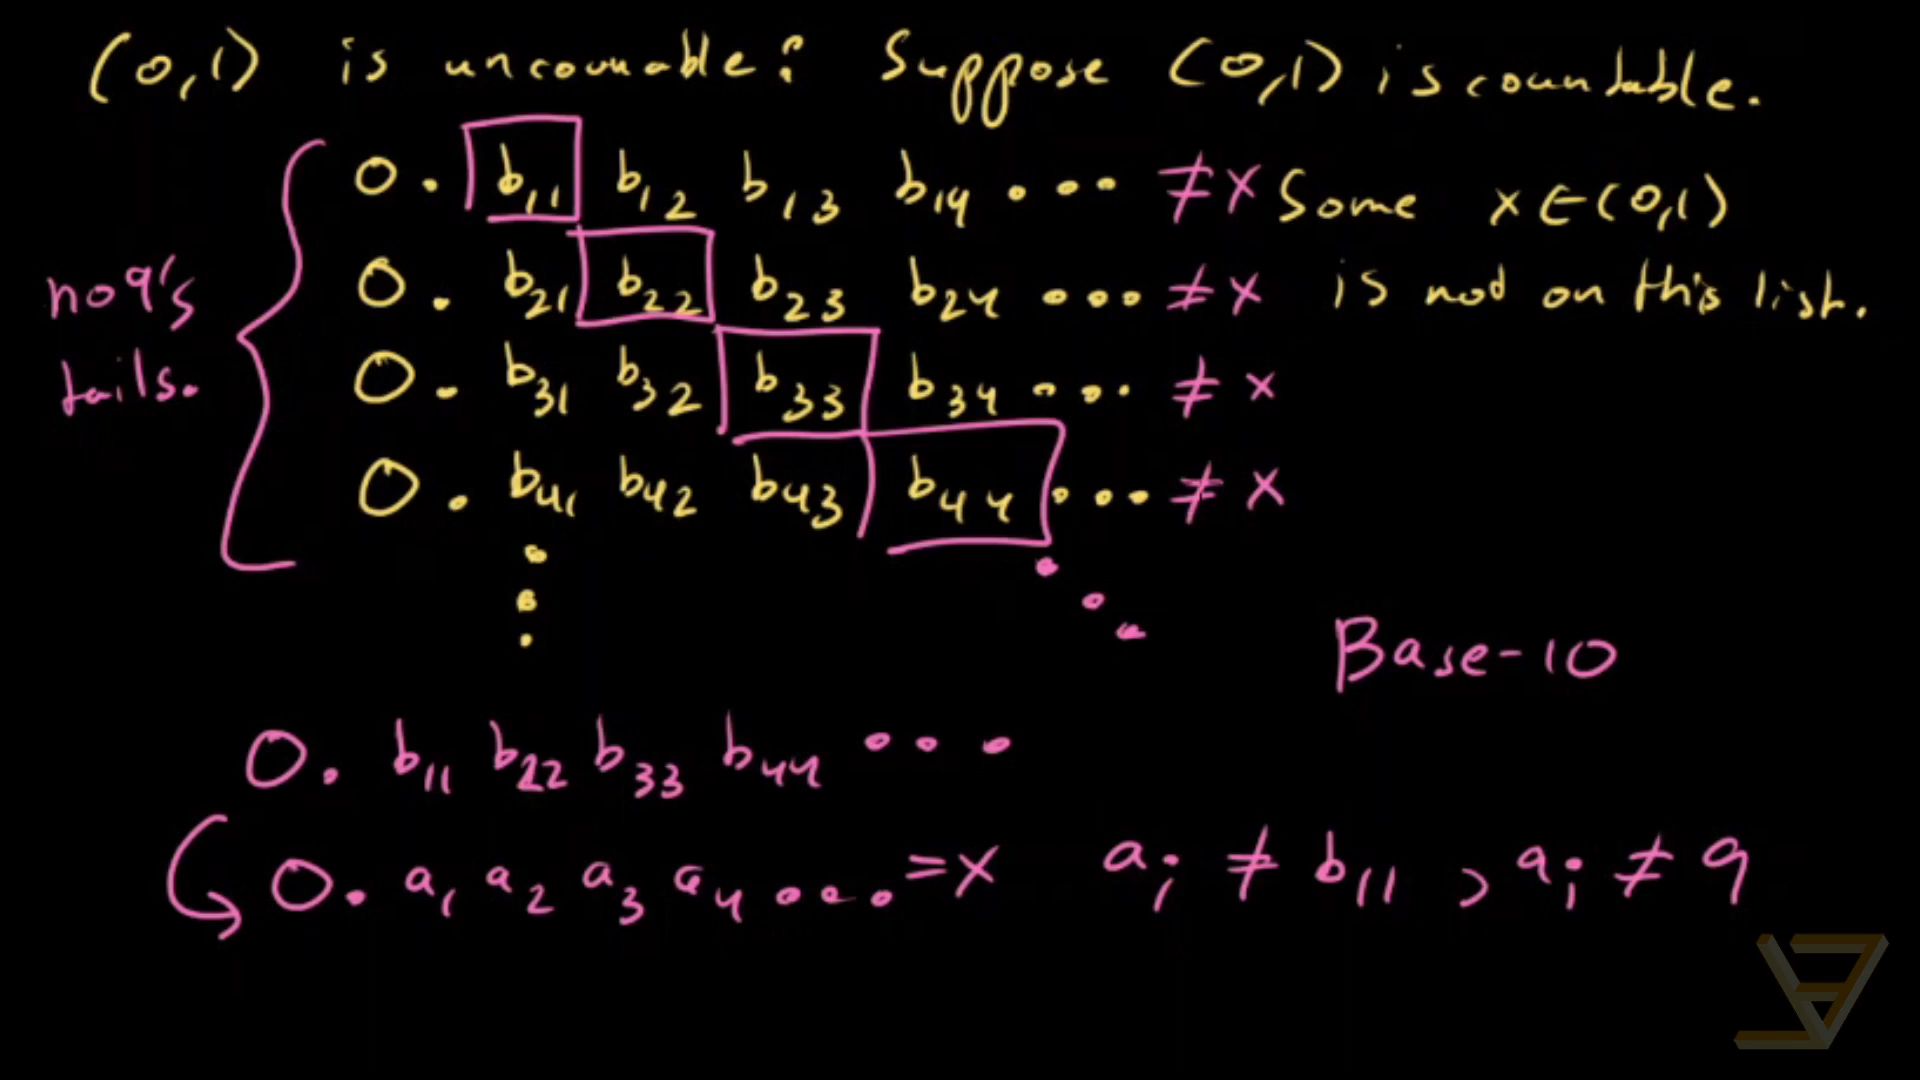 (0,1) is uncounable? Suppose (0,1) is countable.
0. b₁₁ b₁₂ b₁₃ b₁₄ ... ≠ x Some x ∈ (0,1)
no 9's
0. b₂₁ b₂₂ b₂₃ b₂₄ ... ≠ x is not on this list.
tails.
0. b₃₁ b₃₂ b₃₃ b₃₄ ... ≠ x
0. b₄₁ b₄₂ b₄₃ b₄₄ ... ≠ x
Base-10
0. b₁₁ b₂₂ b₃₃ b₄₄ ...
0. a₁ a₂ a₃ a₄ ... = x aᵢ ≠ b₁₁, aᵢ ≠ 9